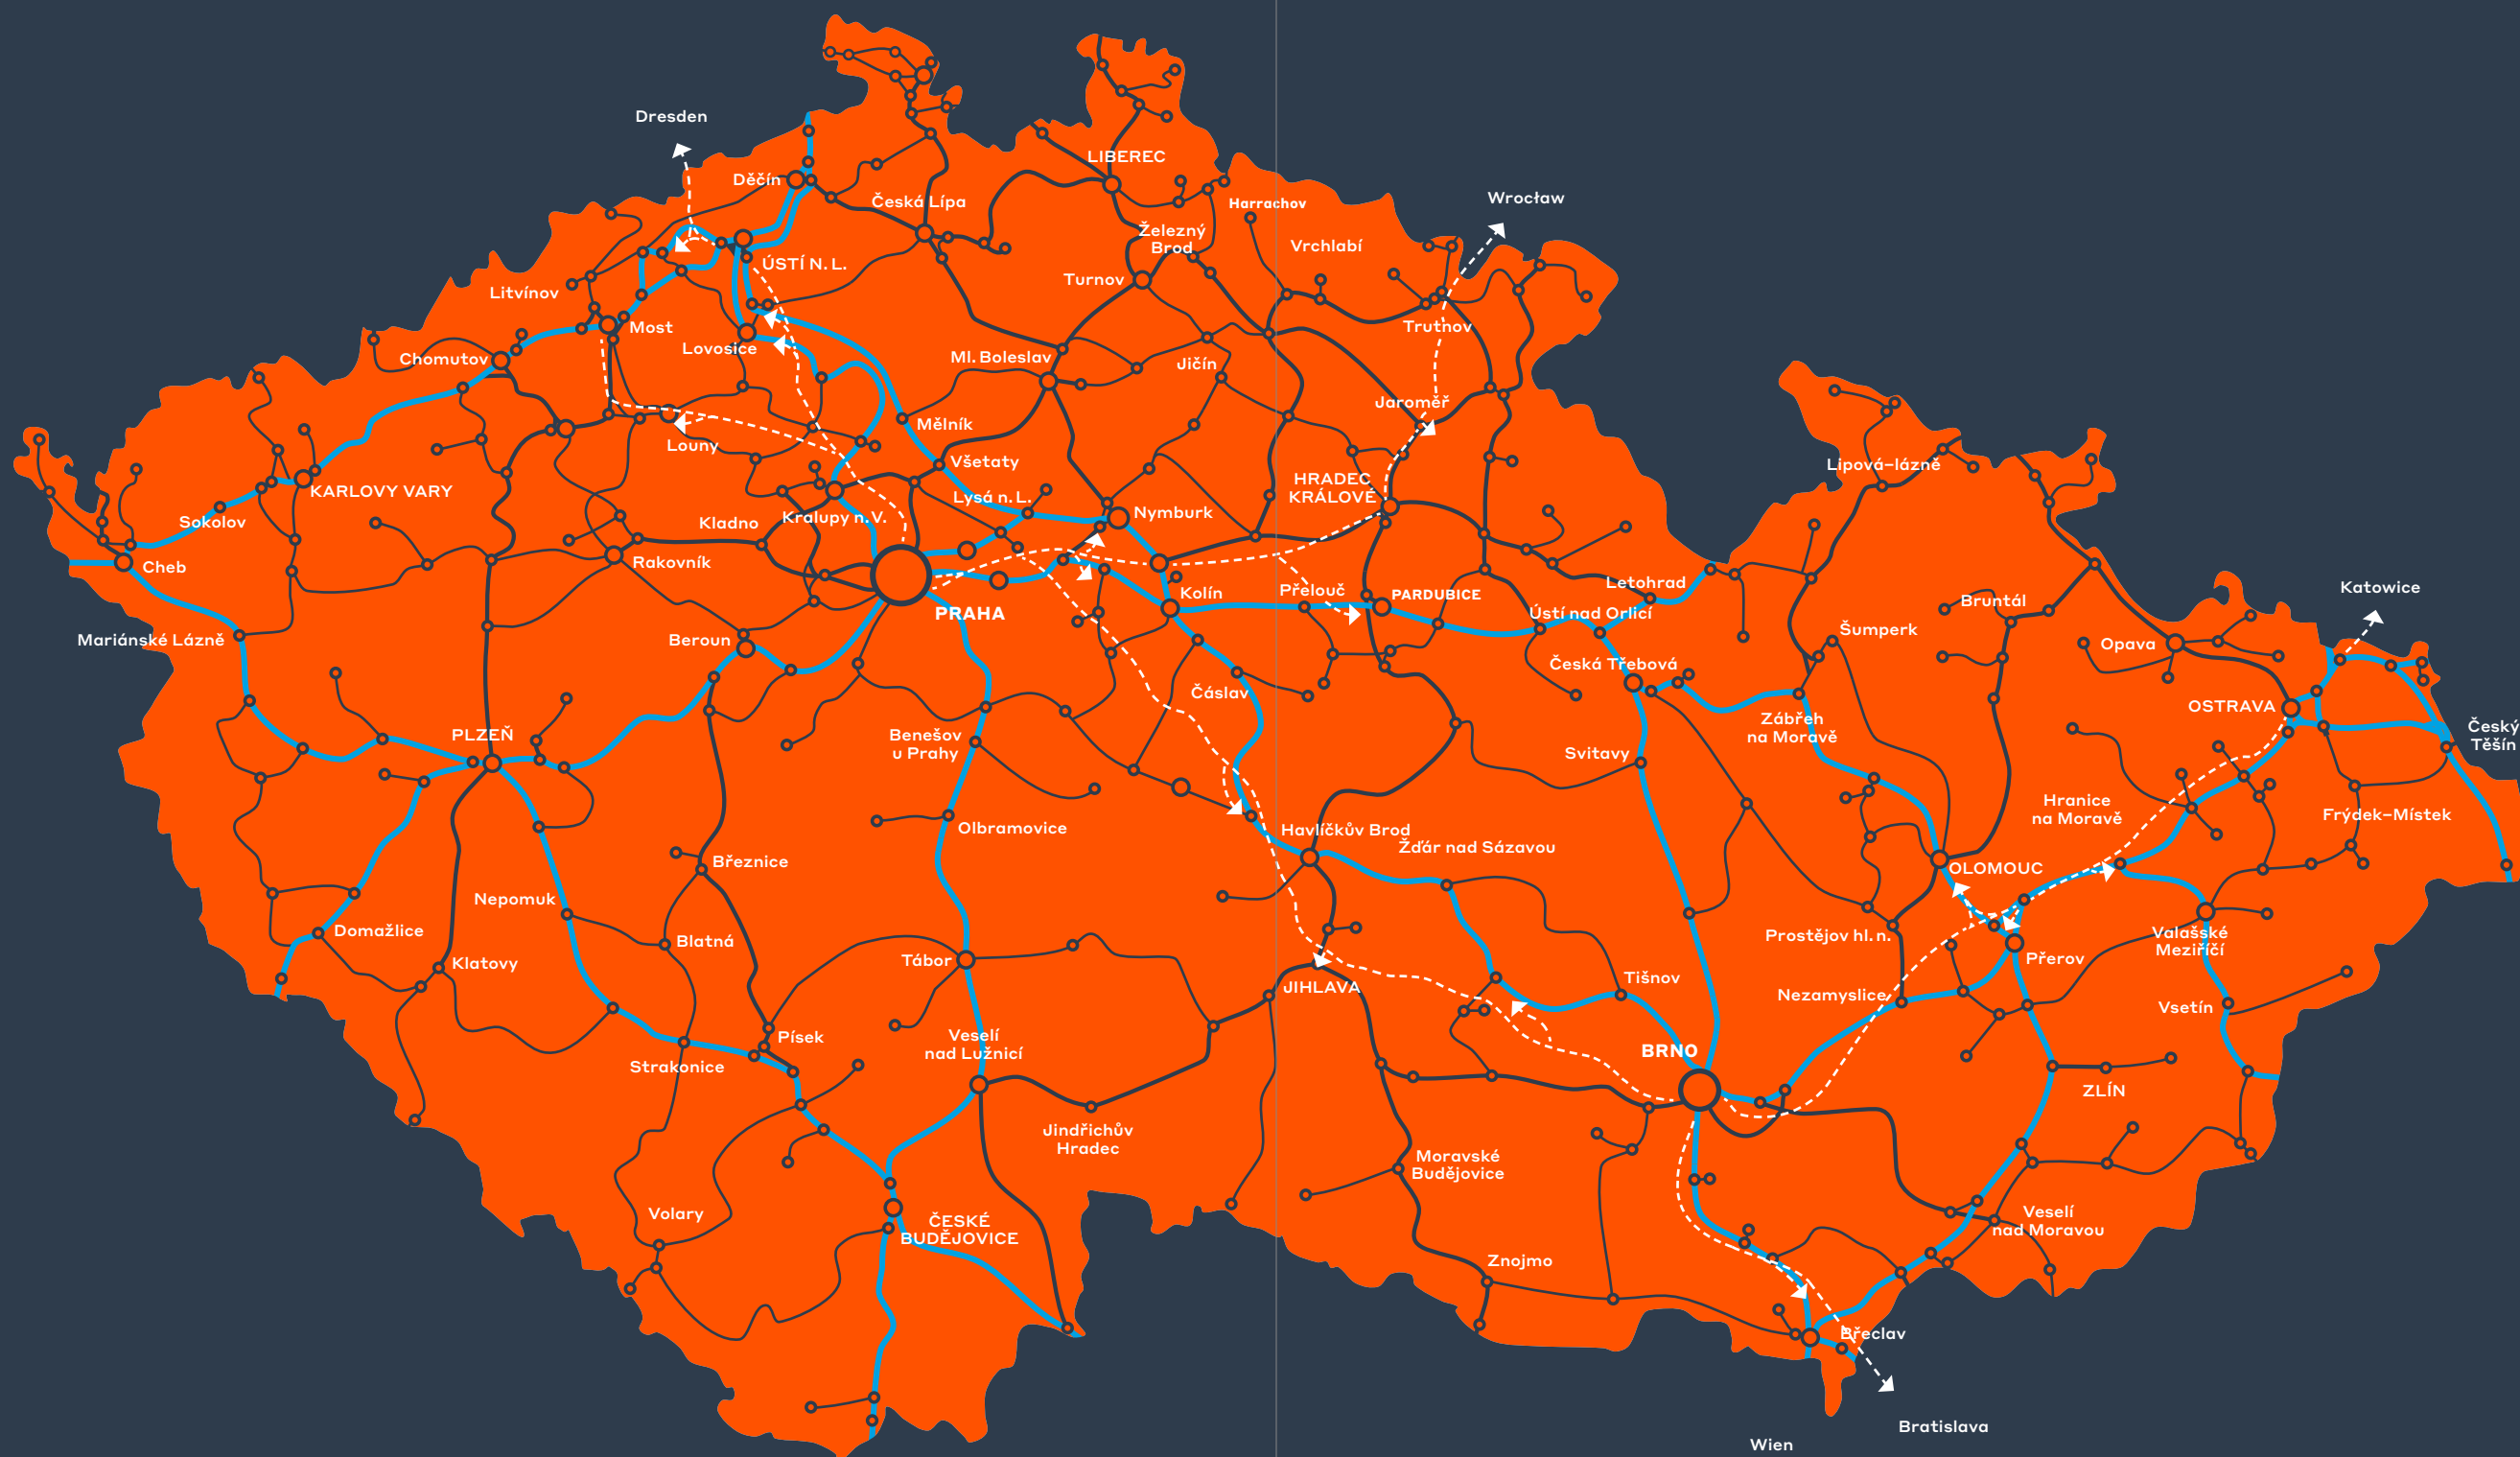 Dresden
LIBEREC
Děčín
Česká Lípa
Harrachov
Wrocław
Železný
Brod
Vrchlabí
ÚSTÍ N. L.
Turnov
Litvínov
Most
Trutnov
Lovosice
Chomutov
Ml. Boleslav
Jičín
Jaroměř
Mělník
Louny
Všetaty
Lipová–lázně
HRADEC
KRÁLOVÉ
KARLOVY VARY
Lysá n. L.
Nymburk
Sokolov
Kladno
Kralupy n. V.
Rakovník
Cheb
PRAHA
Kolín
Přelouč
PARDUBICE
Letohrad
Ústí nad Orlicí
Bruntál
Katowice
Mariánské Lázně
Beroun
Šumperk
Opava
Česká Třebová
Čáslav
OSTRAVA
PLZEŇ
Benešov
u Prahy
Zábřeh
na Moravě
Český
Těšín
Svitavy
Hranice
na Moravě
Frýdek–Místek
Olbramovice
Havlíčkův Brod
Žďár nad Sázavou
Březnice
OLOMOUC
Nepomuk
Domažlice
Blatná
Prostějov hl. n.
Valašské
Meziříčí
Klatovy
Tábor
Přerov
Tišnov
JIHLAVA
Nezamyslice
Vsetín
Písek
Veselí
nad Lužnicí
BRNO
Strakonice
ZLÍN
Jindřichův
Hradec
Moravské
Budějovice
Volary
ČESKÉ
BUDĚJOVICE
Veselí
nad Moravou
Znojmo
Břeclav
Bratislava
Wien